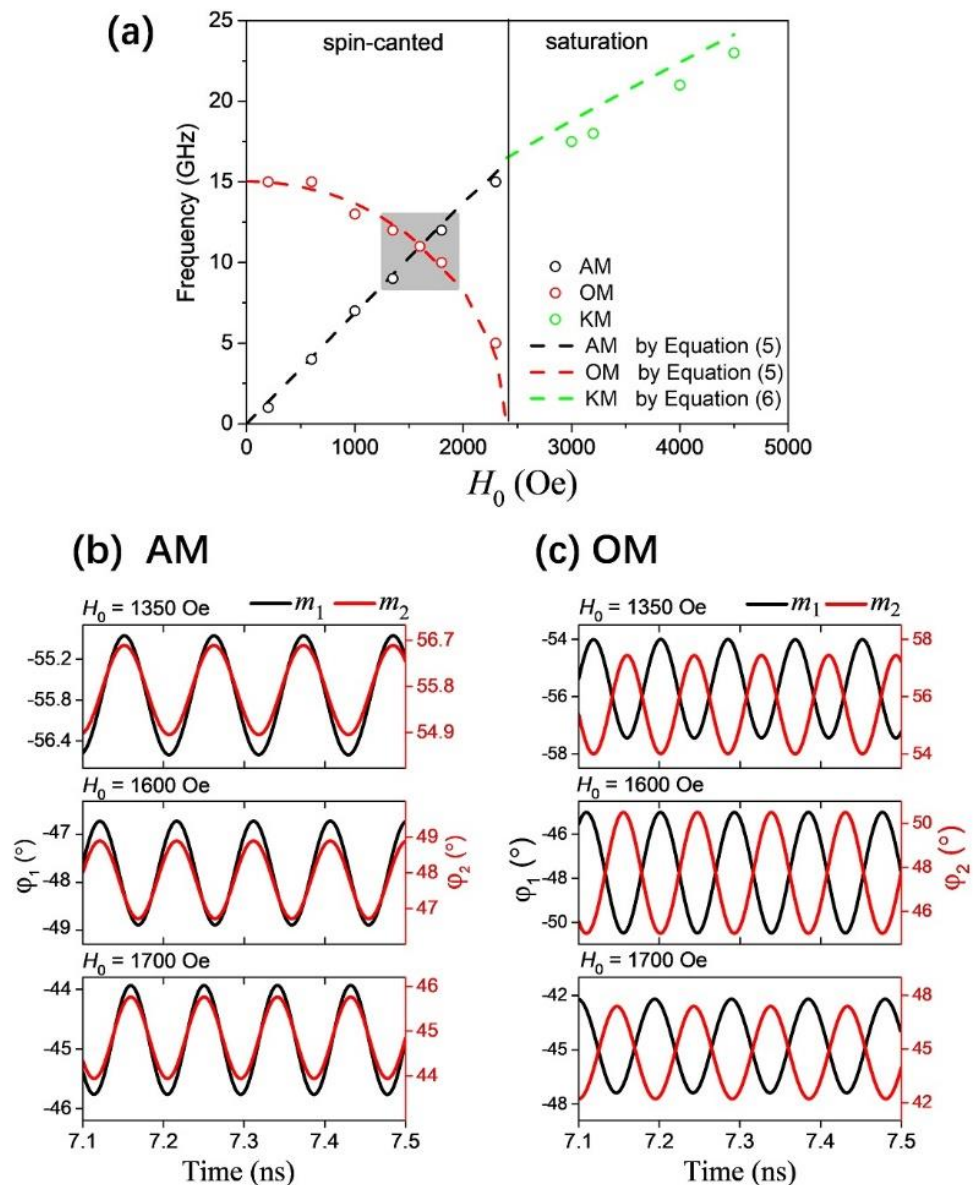 (a)
spin-canted saturation
25
20
15
10
5
0
Frequency (GHz)
AM
OM
KM
AM by Equation (5)
OM by Equation (5)
KM by Equation (6)
0 1000 2000 3000 4000 5000
H₀ (Oe)
(b) AM
H₀ = 1350 Oe m₁ m₂
-55.2
-55.8
-56.4
56.7
55.8
54.9
H₀ = 1600 Oe
-47
-48
-49
49
48
47
φ₁ (°)
φ₂ (°)
H₀ = 1700 Oe
-44
-45
-46
46
45
44
7.1 7.2 7.3 7.4 7.5
Time (ns)
(c) OM
H₀ = 1350 Oe m₁ m₂
-54
-56
-58
58
56
54
H₀ = 1600 Oe
-46
-48
-50
50
48
46
φ₁ (°)
φ₂ (°)
H₀ = 1700 Oe
-42
-45
-48
48
45
42
7.1 7.2 7.3 7.4 7.5
Time (ns)